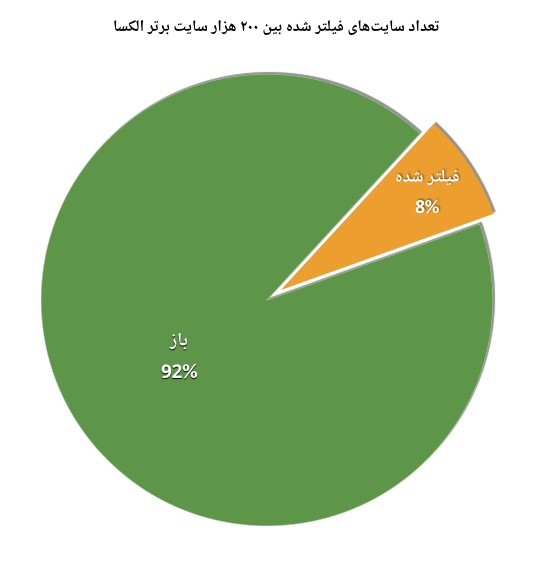 تعداد سایت‌های فیلتر شده بین ۲۰۰ هزار سایت برتر الکسا
فیلتر شده
8%
باز
92%